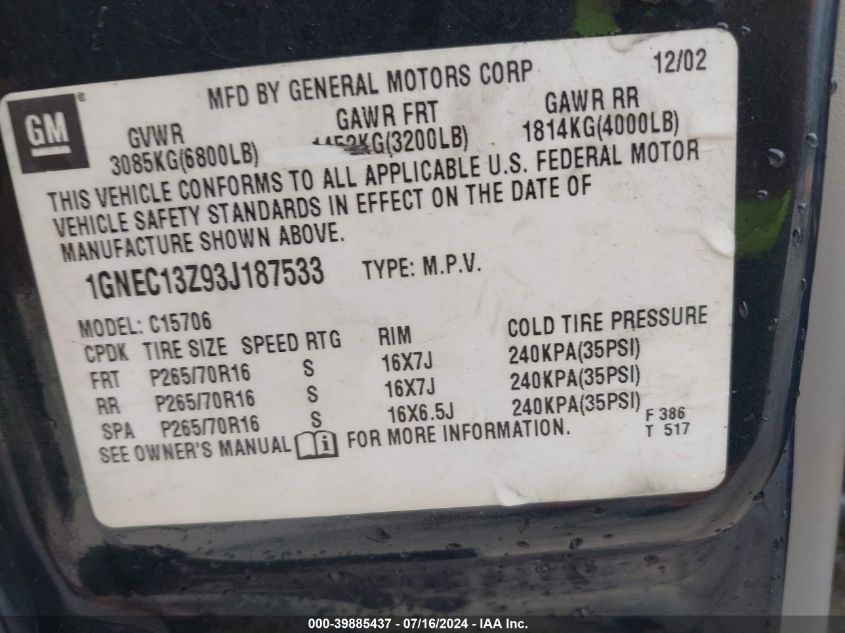 MFD BY GENERAL MOTORS CORP 12/02
GM ®
GVWR GAWR FRT GAWR RR
3085KG(6800LB) 1452KG(3200LB) 1814KG(4000LB)
THIS VEHICLE CONFORMS TO ALL APPLICABLE U.S. FEDERAL MOTOR
VEHICLE SAFETY STANDARDS IN EFFECT ON THE DATE OF
MANUFACTURE SHOWN ABOVE.
1GNEC13Z93J187533 TYPE: M.P.V.
MODEL: C15706
CPDK TIRE SIZE SPEED RTG RIM COLD TIRE PRESSURE
FRT P265/70R16 S 16X7J 240KPA(35PSI)
RR P265/70R16 S 16X7J 240KPA(35PSI)
SPA P265/70R16 S 16X6.5J 240KPA(35PSI)
SEE OWNER'S MANUAL FOR MORE INFORMATION.
F 386
T 517
000-39885437 - 07/16/2024 - IAA Inc.